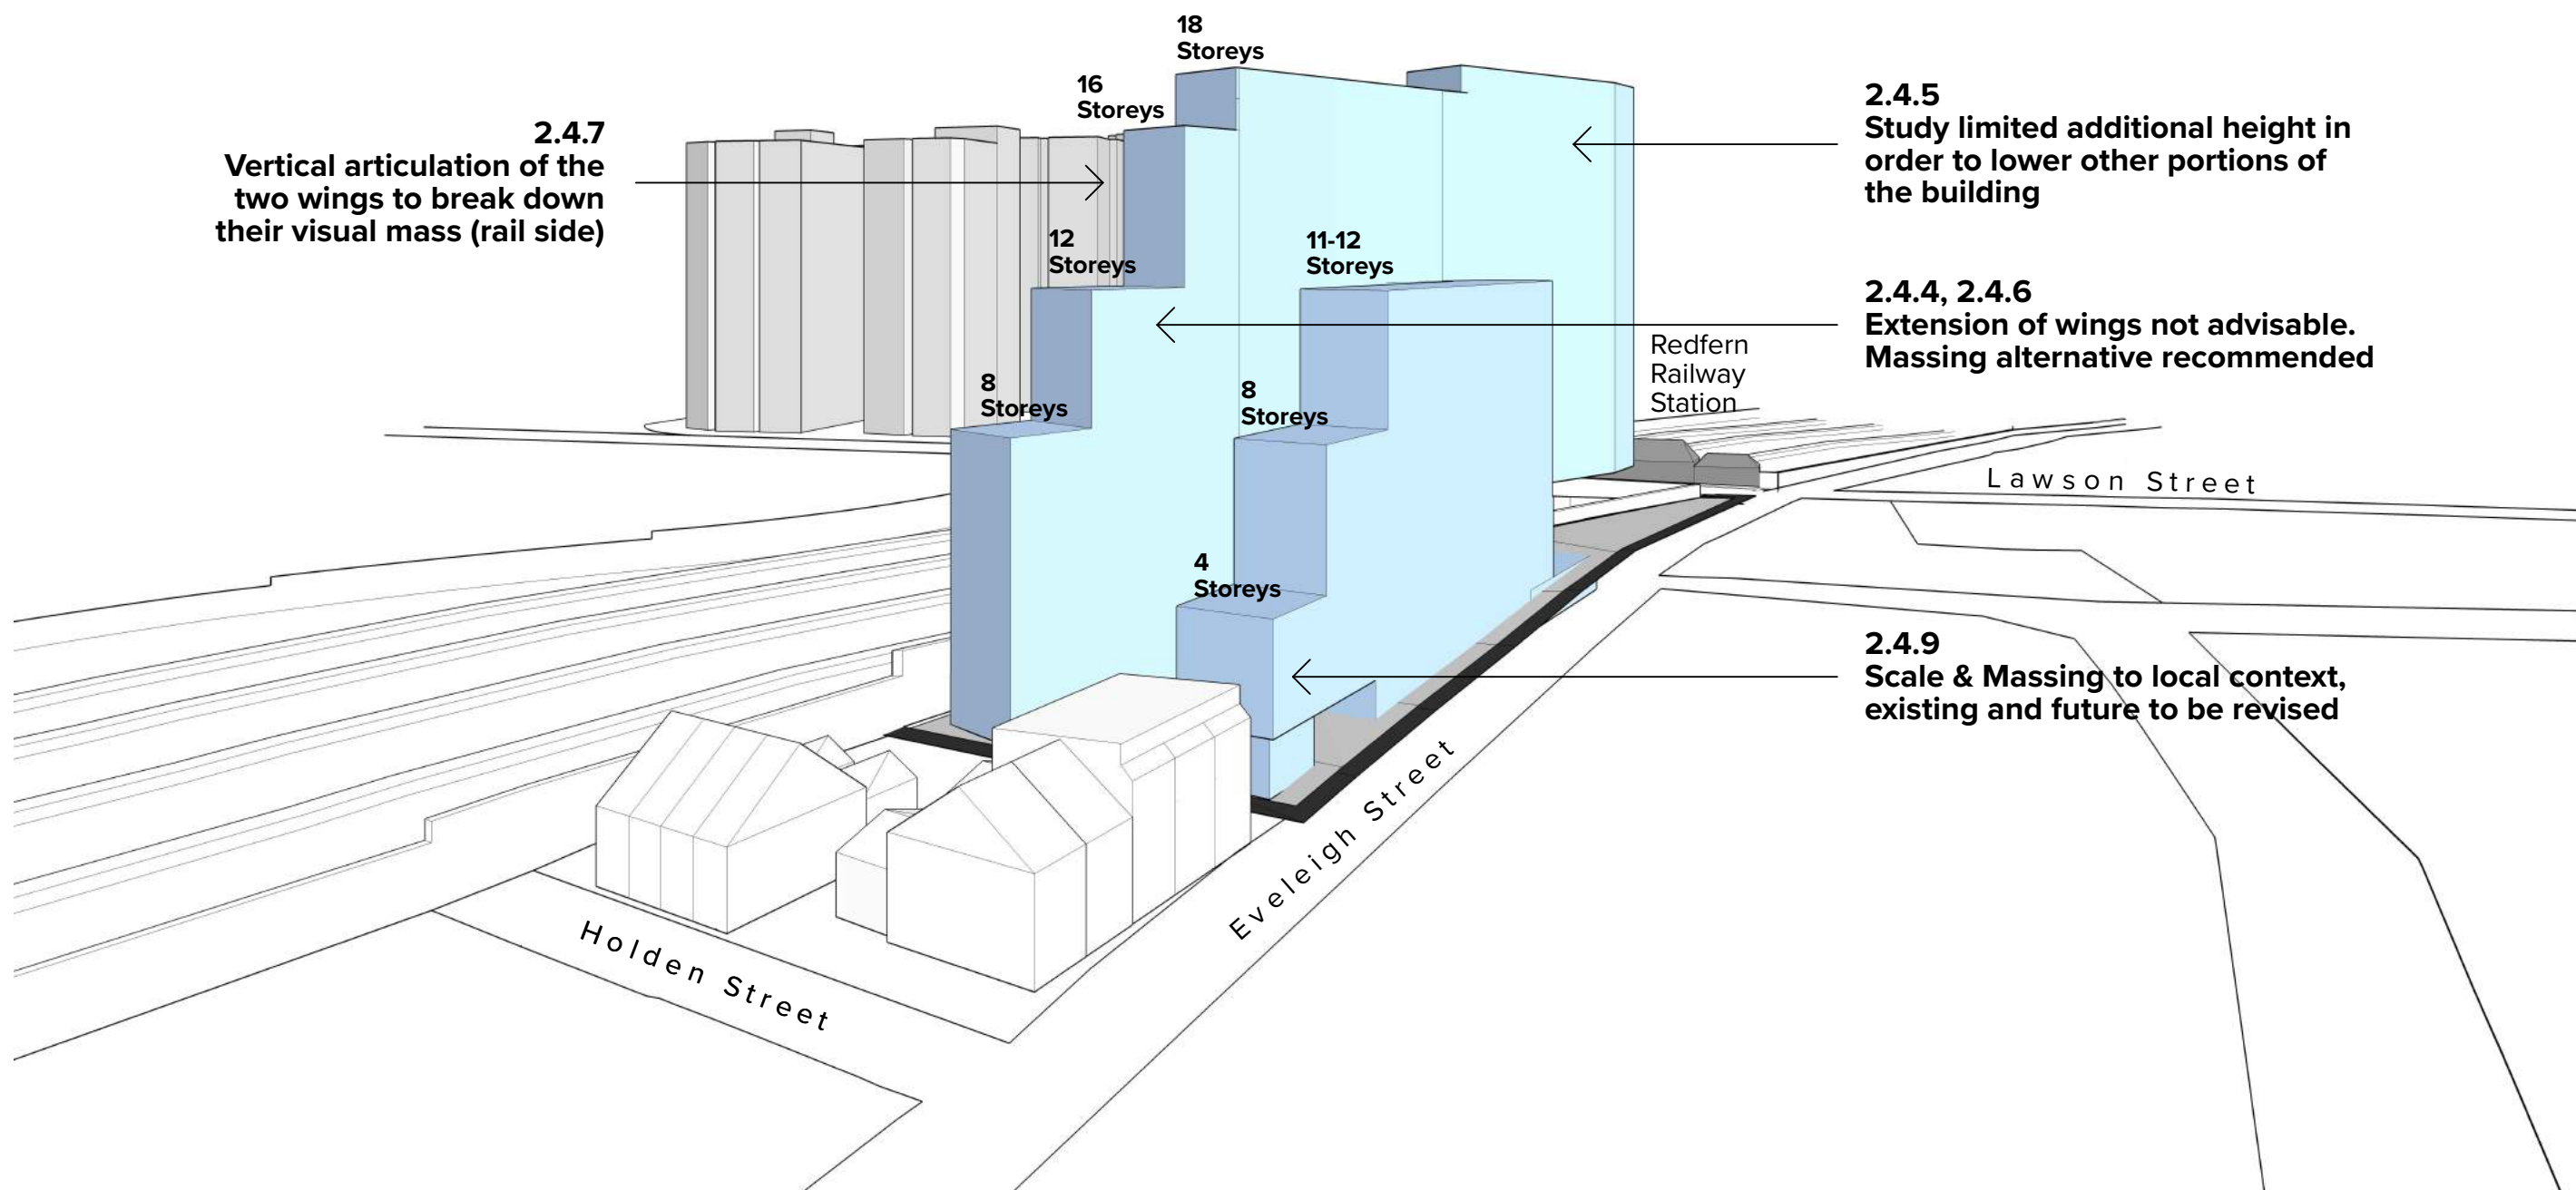 18
Storeys
16
Storeys
2.4.7
Vertical articulation of the
two wings to break down
their visual mass (rail side)
2.4.5
Study limited additional height in
order to lower other portions of
the building
12
Storeys
11-12
Storeys
2.4.4, 2.4.6
Extension of wings not advisable.
Massing alternative recommended
Redfern
Railway
Station
8
Storeys
8
Storeys
Lawson Street
4
Storeys
2.4.9
Scale & Massing to local context,
existing and future to be revised
Eveleigh Street
Holden Street